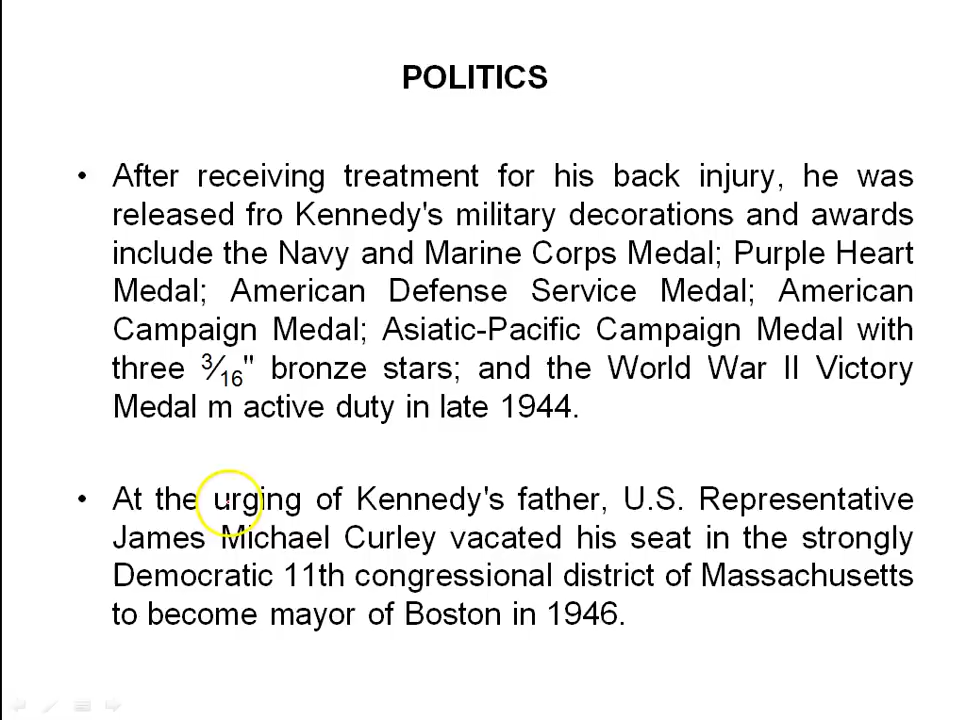 POLITICS
• After receiving treatment for his back injury, he was
released fro Kennedy's military decorations and awards
include the Navy and Marine Corps Medal; Purple Heart
Medal; American Defense Service Medal; American
Campaign Medal; Asiatic-Pacific Campaign Medal with
three 3⁄16" bronze stars; and the World War II Victory
Medal m active duty in late 1944.
• At the urging of Kennedy's father, U.S. Representative
James Michael Curley vacated his seat in the strongly
Democratic 11th congressional district of Massachusetts
to become mayor of Boston in 1946.